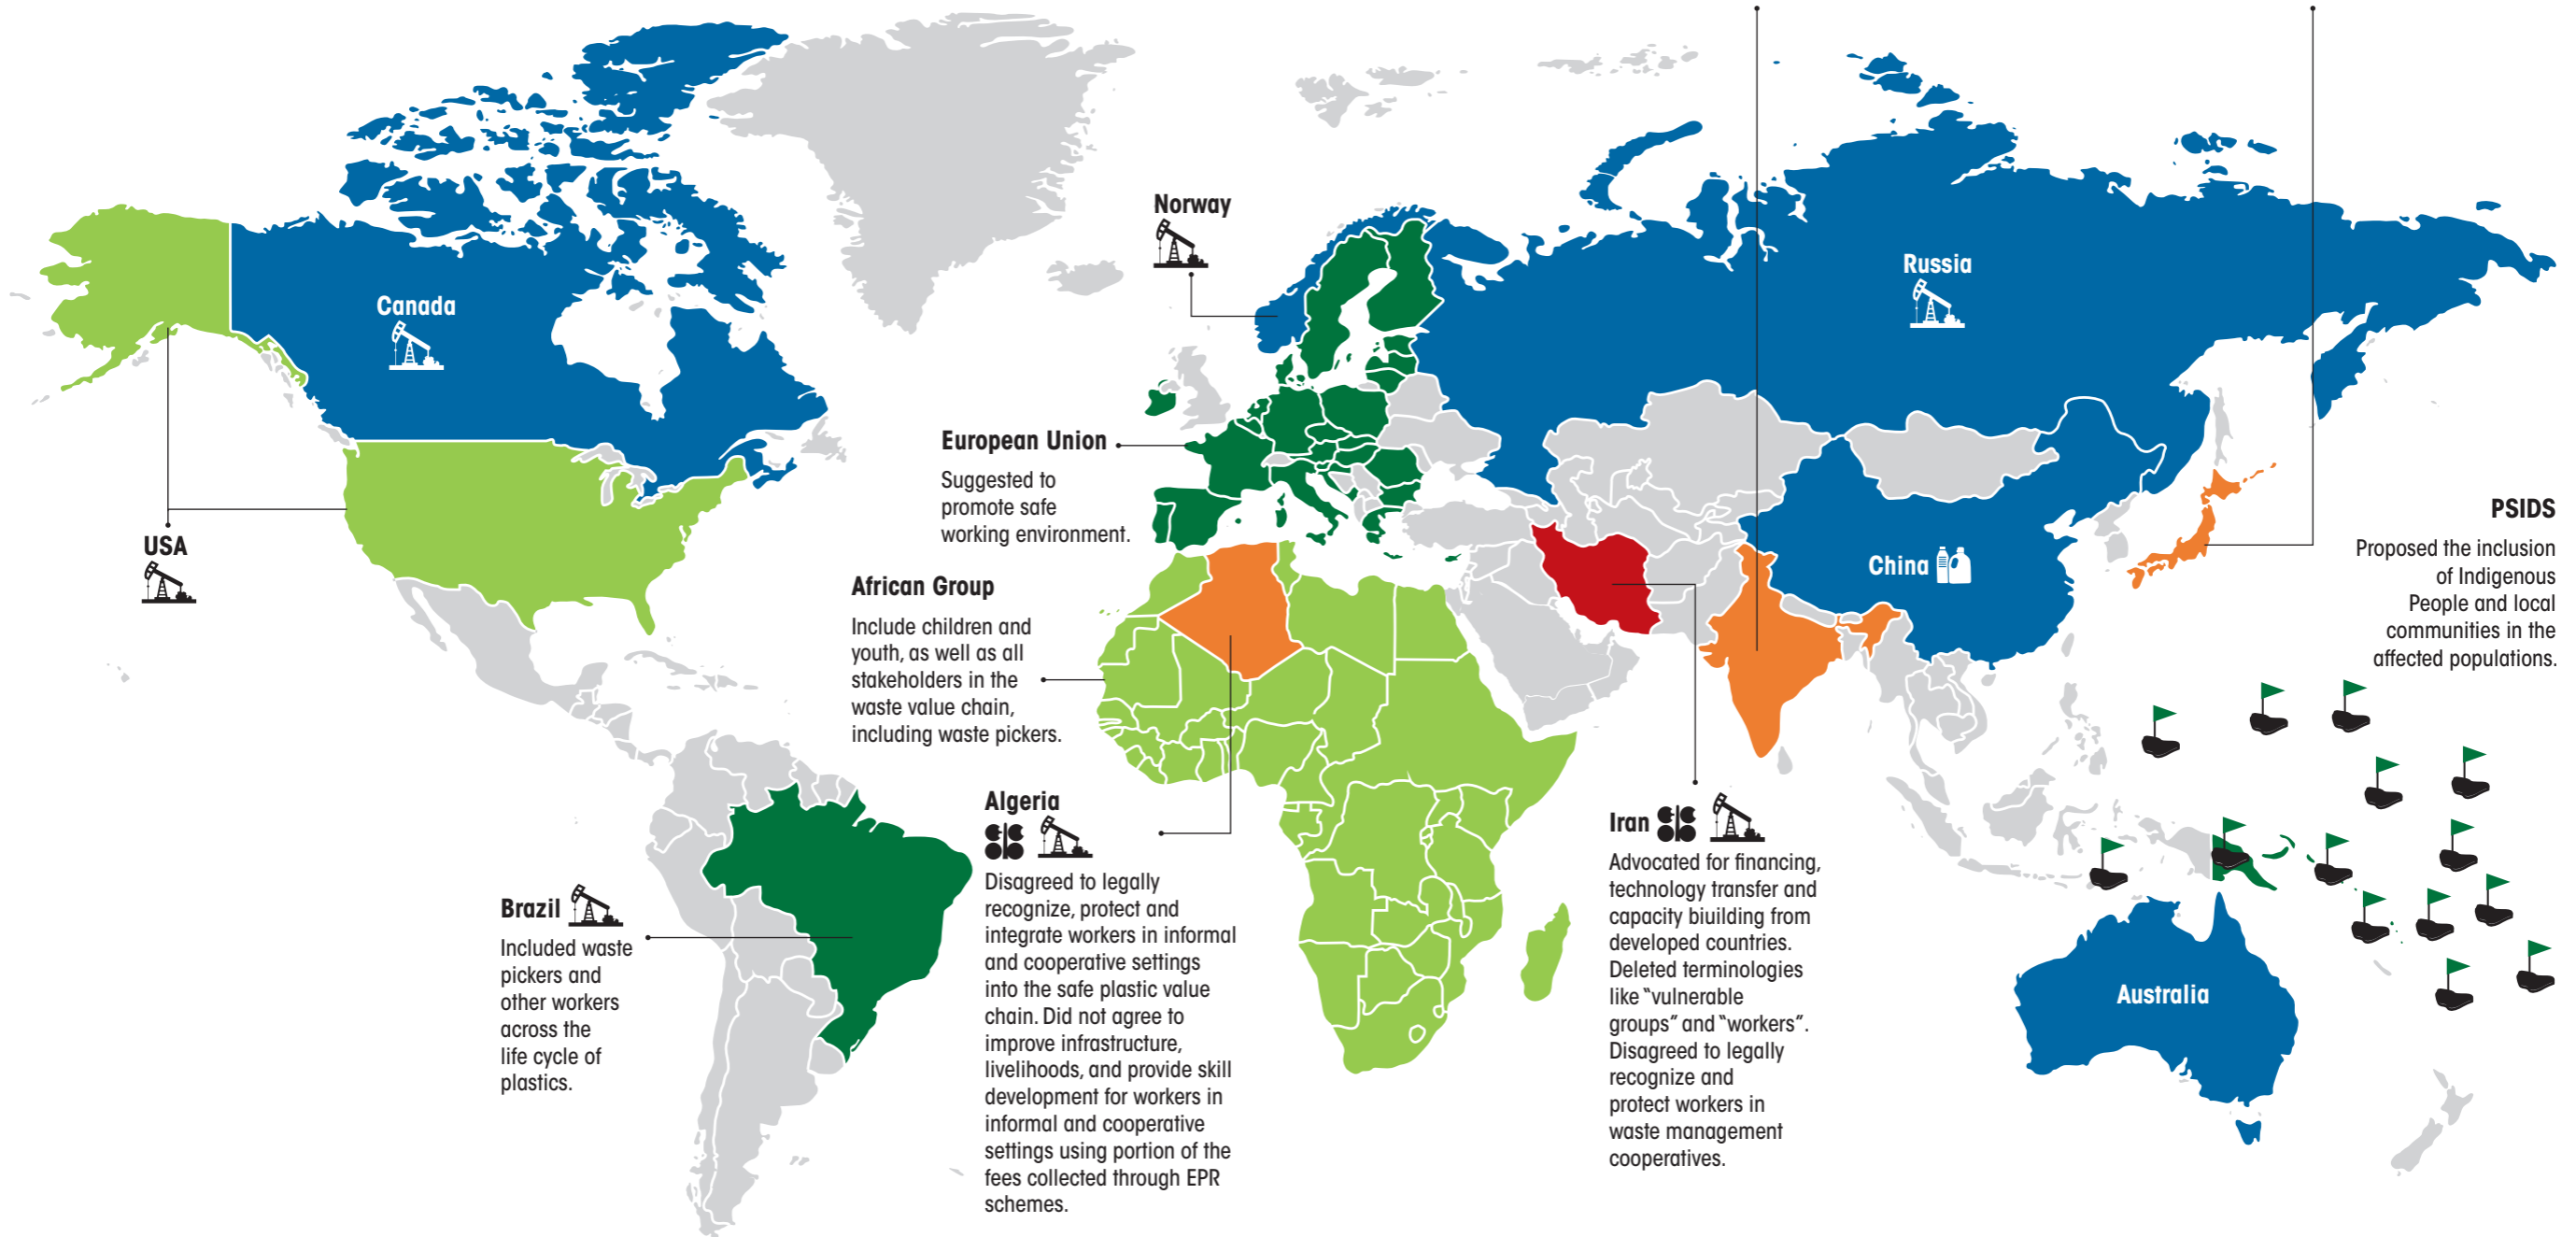 Norway
Russia
Canada
European Union
Suggested to
promote safe
working environment.
USA
China
PSIDS
Proposed the inclusion
of Indigenous
People and local
communities in the
affected populations.
African Group
Include children and
youth, as well as all
stakeholders in the
waste value chain,
including waste pickers.
Algeria
Disagreed to legally
recognize, protect and
integrate workers in informal
and cooperative settings
into the safe plastic value
chain. Did not agree to
improve infrastructure,
livelihoods, and provide skill
development for workers in
informal and cooperative
settings using portion of the
fees collected through EPR
schemes.
Iran
Advocated for financing,
technology transfer and
capacity biuilding from
developed countries.
Deleted terminologies
like “vulnerable
groups” and “workers”.
Disagreed to legally
recognize and
protect workers in
waste management
cooperatives.
Brazil
Included waste
pickers and
other workers
across the
life cycle of
plastics.
Australia